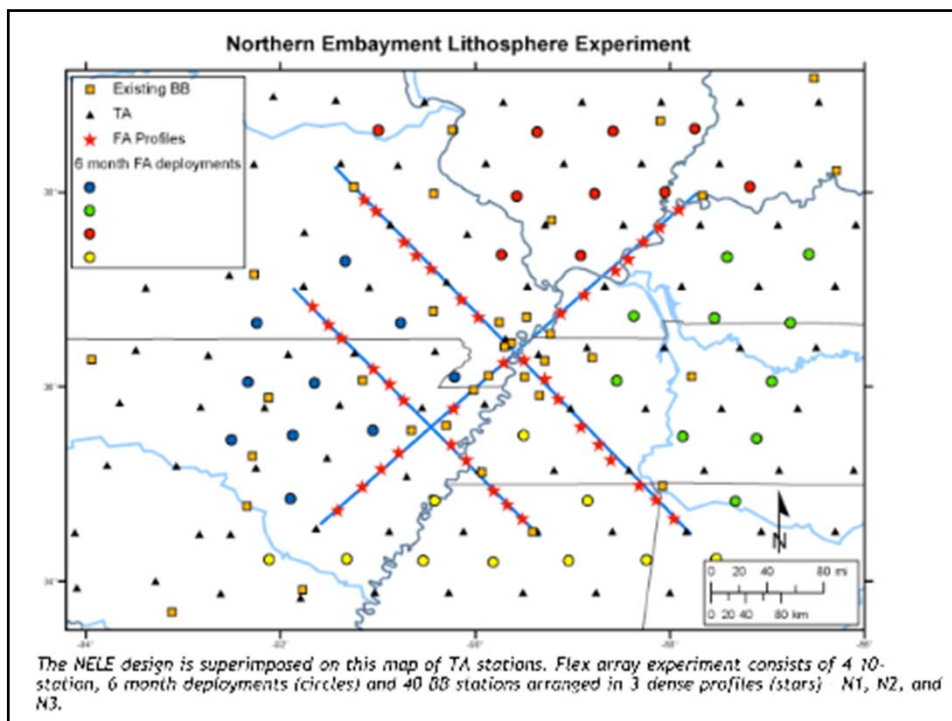 Northern Embayment Lithosphere Experiment
Existing BB
TA
FA Profiles
6 month FA deployments
38°
36°
34°
N
0 20 40 80 mi
0 20 40 80 km
The NELE design is superimposed on this map of TA stations. Flex array experiment consists of 4 10-
station, 6 month deployments (circles) and 40 BB stations arranged in 3 dense profiles (stars) N1, N2, and
N3.